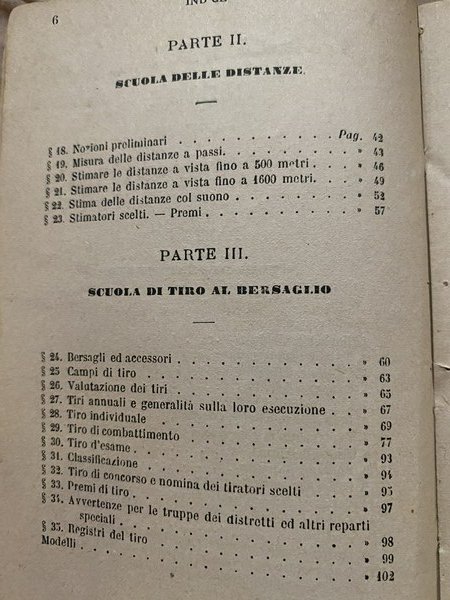 6
PARTE II.
SCUOLA DELLE DISTANZE.
§ 18. Nozioni preliminari . . . . . . . Pag. 42
§ 19. Misura delle distanze a passi. . . . . » 43
§ 20. Stimare le distanze a vista fino a 500 metri . » 46
§ 21. Stimare le distanze a vista fino a 1600 metri. » 49
§ 22. Stima delle distanze col suono . . . . . » 52
§ 23. Stimatori scelti. — Premi . . . . . . » 57
PARTE III.
SCUOLA DI TIRO AL BERSAGLIO
§ 24. Bersagli ed accessori . . . . . . . » 60
§ 25 Campi di tiro . . . . . . . . » 63
§ 26. Valutazione dei tiri . . . . . . . » 65
§ 27. Tiri annuali e generalità sulla loro esecuzione . . » 67
§ 28. Tiro individuale . . . . . . . . » 69
§ 29. Tiro di combattimento . . . . . . . » 77
§ 30. Tiro d'esame . . . . . . . . . » 93
§ 31. Classificazione . . . . . . . . . » 94
§ 32. Tiro di concorso e nomina dei tiratori scelti . . » 95
§ 33. Premi di tiro . . . . . . . . . » 97
§ 34. Avvertenze per le truppe dei distretti ed altri reparti
speciali . . . . . . . . . » 98
§ 35. Registri del tiro . . . . . . . . » 99
Modelli . . . . . . . . . . » 102